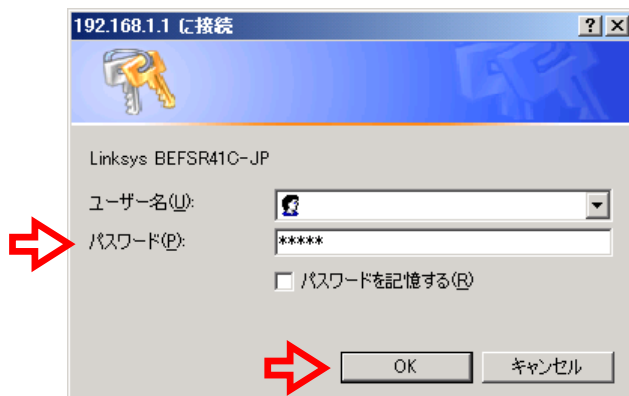 192.168.1.1 に接続
Linksys BEFSR41C-JP
ユーザー名(U):
パスワード(P):
*****
パスワードを記憶する(R)
OK
キャンセル